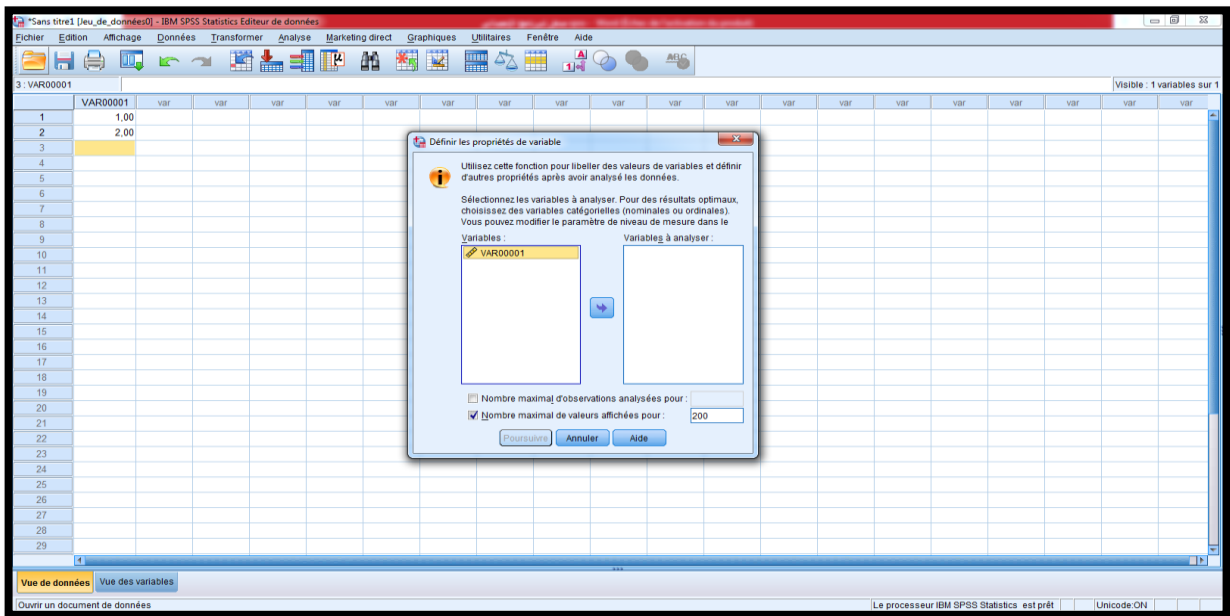 *Sans titre1 [Jeu_de_données0] - IBM SPSS Statistics Editeur de données
Fichier Edition Affichage Données Transformer Analyse Marketing direct Graphiques Utilitaires Fenêtre Aide
3 : VAR00001
Visible : 1 variables sur 1
VAR00001 var var var var var var var var var var var var var var var var var
1 1,00
2 2,00
3
4
5
6
7
8
9
10
11
12
13
14
15
16
17
18
19
20
21
22
23
24
25
26
27
28
29
Définir les propriétés de variable
Utilisez cette fonction pour libeller des valeurs de variables et définir
d'autres propriétés après avoir analysé les données.
Sélectionnez les variables à analyser. Pour des résultats optimaux,
choisissez des variables catégorielles (nominales ou ordinales).
Vous pouvez modifier le paramètre de niveau de mesure dans le
Variables :
Variables à analyser :
VAR00001
Nombre maximal d'observations analysées pour :
Nombre maximal de valeurs affichées pour : 200
Poursuivre Annuler Aide
Vue de données Vue des variables
Ouvrir un document de données
Le processeur IBM SPSS Statistics est prêt
Unicode:ON